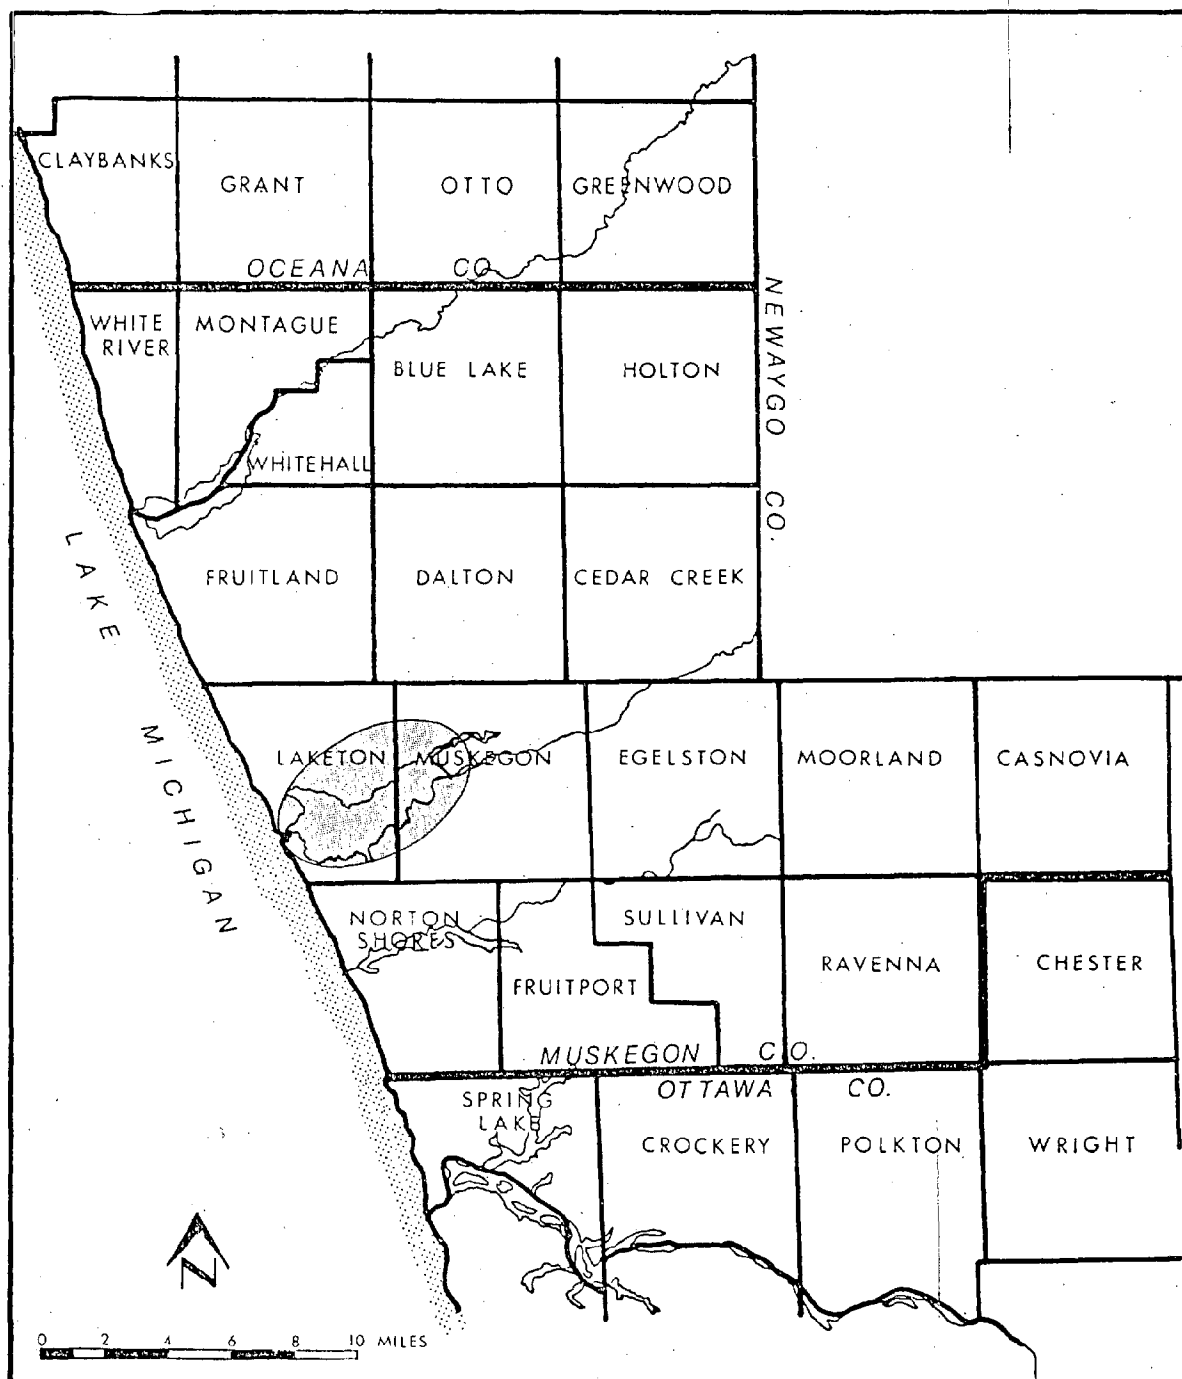 CLAYBANKS
GRANT
OTTO
GREENWOOD
OCEANA CO
NEWAYGO CO.
WHITE
RIVER
MONTAGUE
BLUE LAKE
HOLTON
WHITEHALL
LAKE MICHIGAN
FRUITLAND
DALTON
CEDAR CREEK
LAKETON
MUSKEGON
EGELSTON
MOORLAND
CASNOVIA
NORTON
SHORES
SULLIVAN
FRUITPORT
RAVENNA
CHESTER
MUSKEGON CO.
OTTAWA CO.
SPRING
LAKE
CROCKERY
POLKTON
WRIGHT
N
0 2 4 6 8 10 MILES